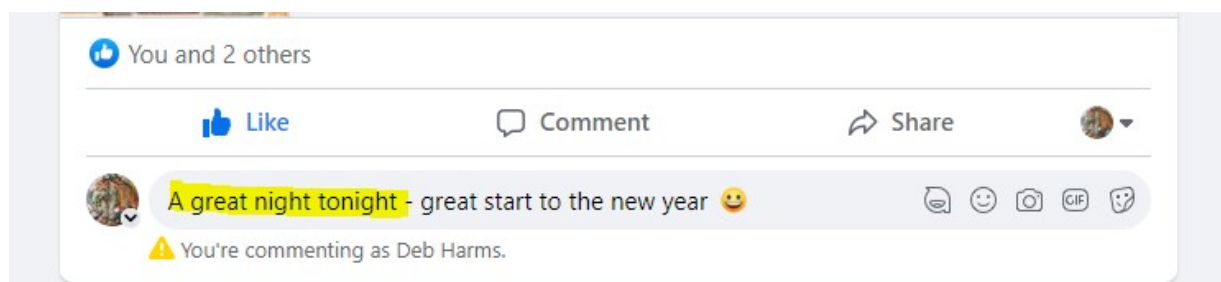 You and 2 others
Like Comment Share
A great night tonight - great start to the new year 😀
GIF
You're commenting as Deb Harms.